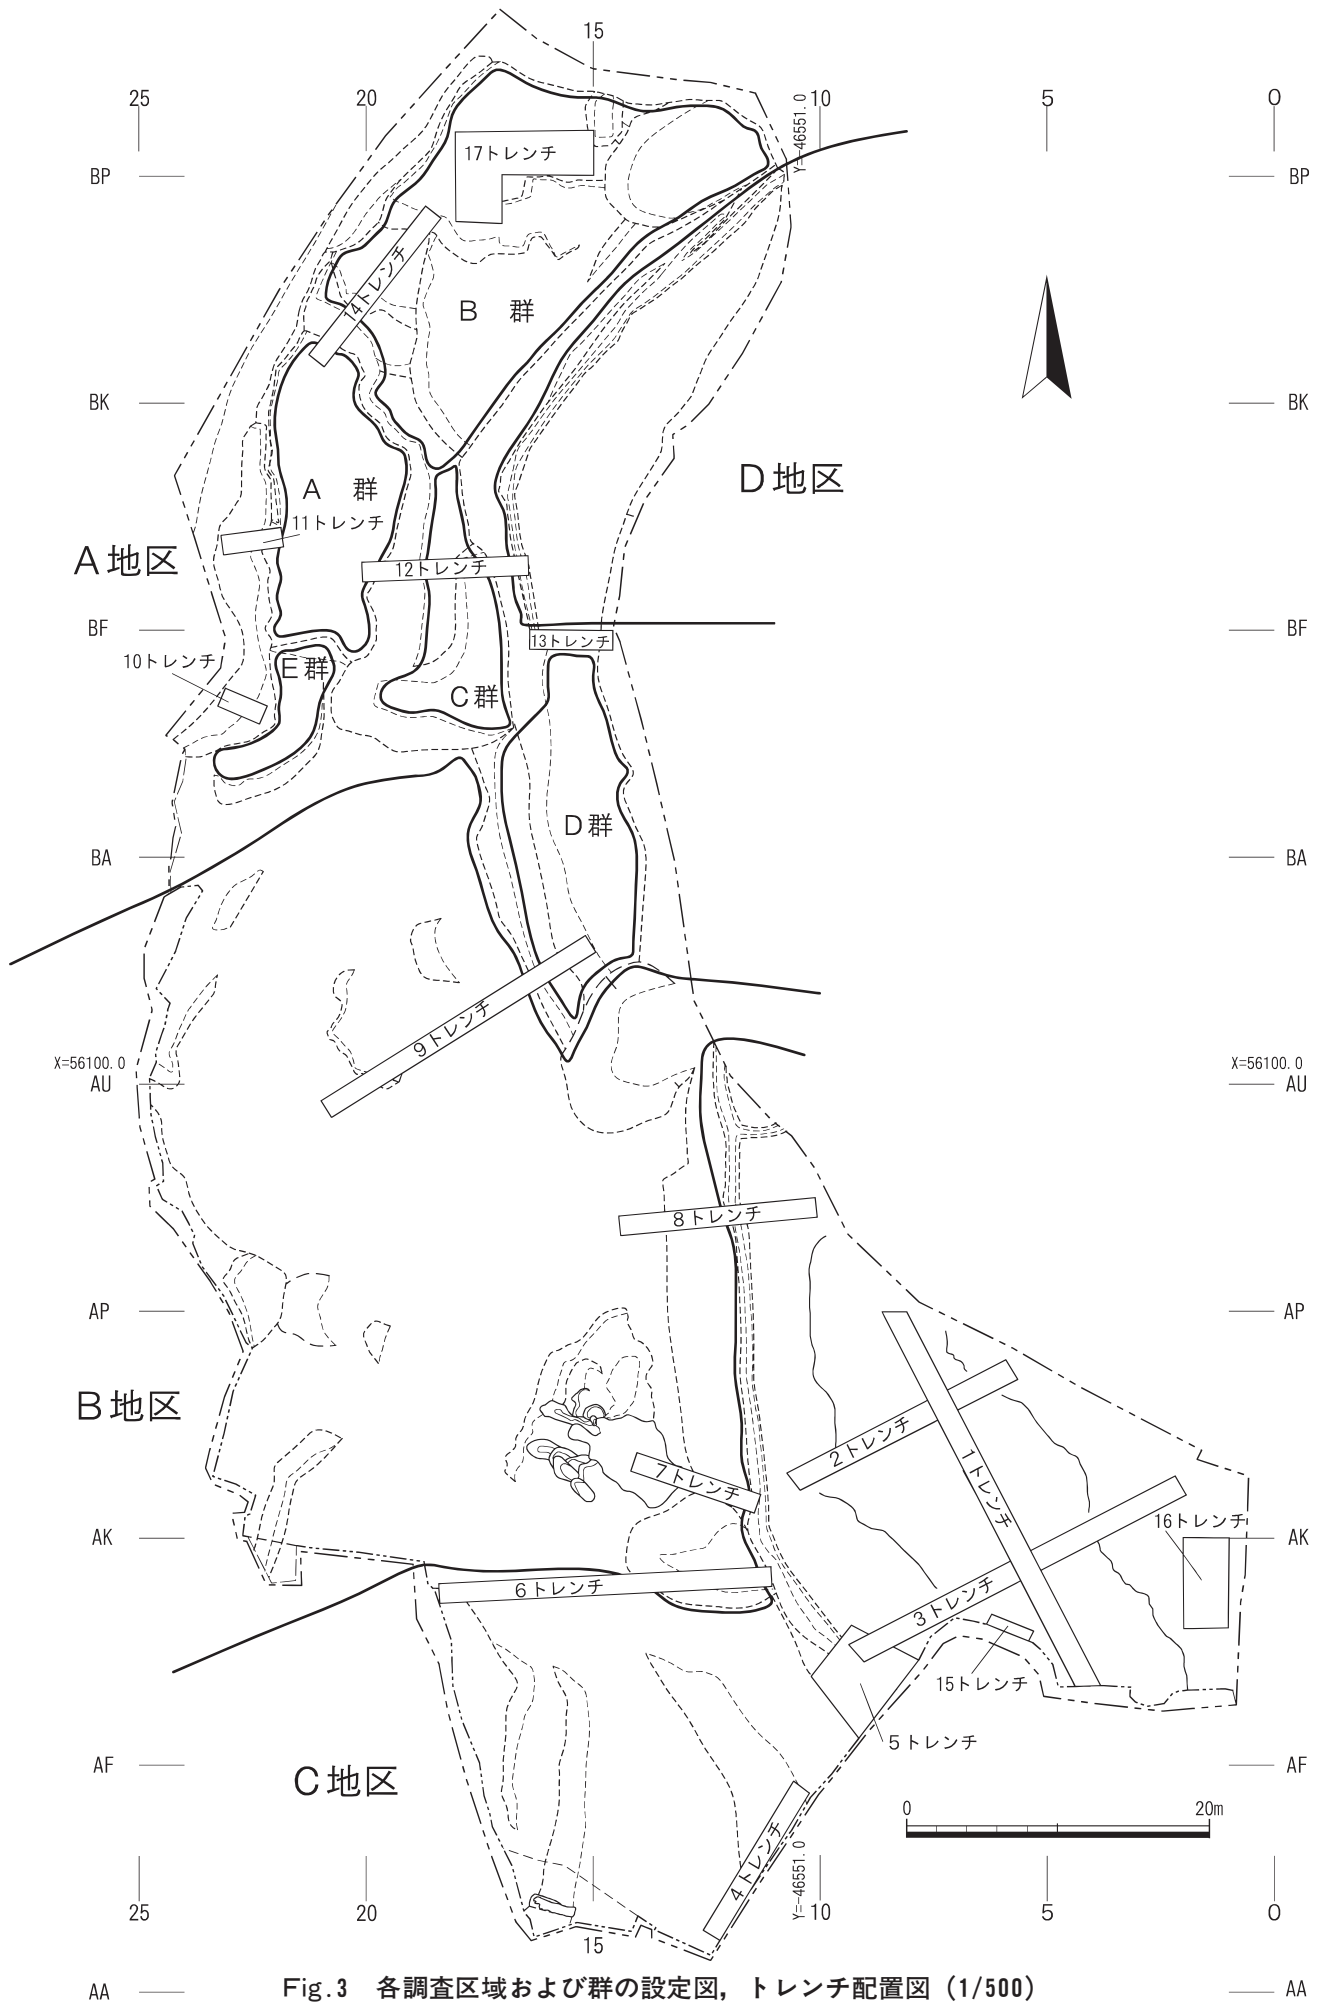 15
25
20
Y=-46551.0
10
5
0
BP
17トレンチ
BP
14トレンチ
B 群
BK
BK
D地区
A 群
11トレンチ
A地区
12トレンチ
BF
13トレンチ
BF
10トレンチ
E群
C群
D群
BA
BA
9トレンチ
X=56100.0
X=56100.0
AU
AU
8トレンチ
AP
AP
B地区
2トレンチ
1トレンチ
7トレンチ
16トレンチ
AK
AK
6トレンチ
3トレンチ
15トレンチ
5トレンチ
AF
AF
C地区
0
20m
4トレンチ
Y=-46551.0
25
20
15
10
5
0
AA
Fig.3 各調査区域および群の設定図，トレンチ配置図（1/500）
AA